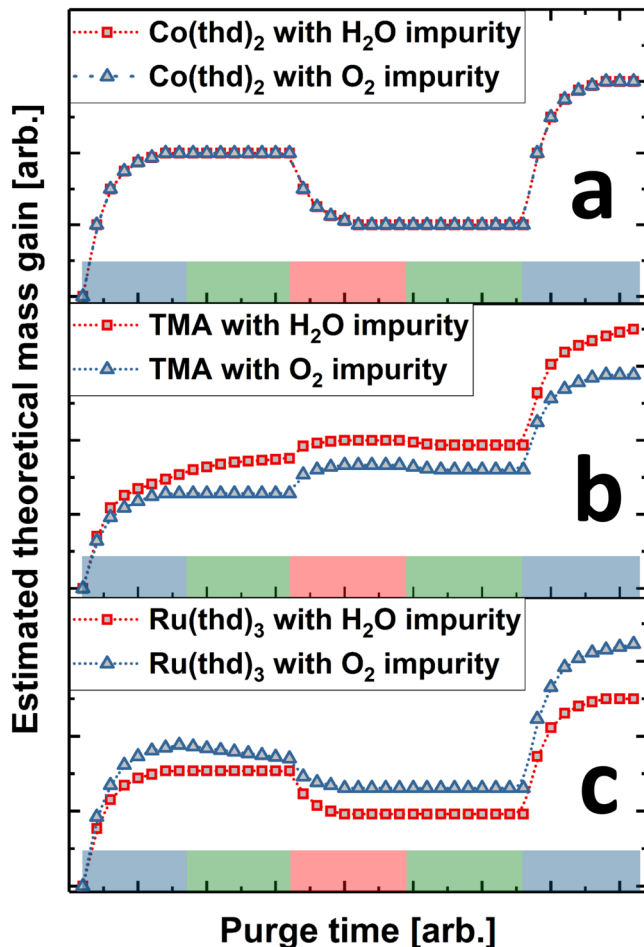 Co(thd)₂ with H₂O impurity
Co(thd)₂ with O₂ impurity
a
TMA with H₂O impurity
TMA with O₂ impurity
b
Ru(thd)₃ with H₂O impurity
Ru(thd)₃ with O₂ impurity
c
Estimated theoretical mass gain [arb.]
Purge time [arb.]